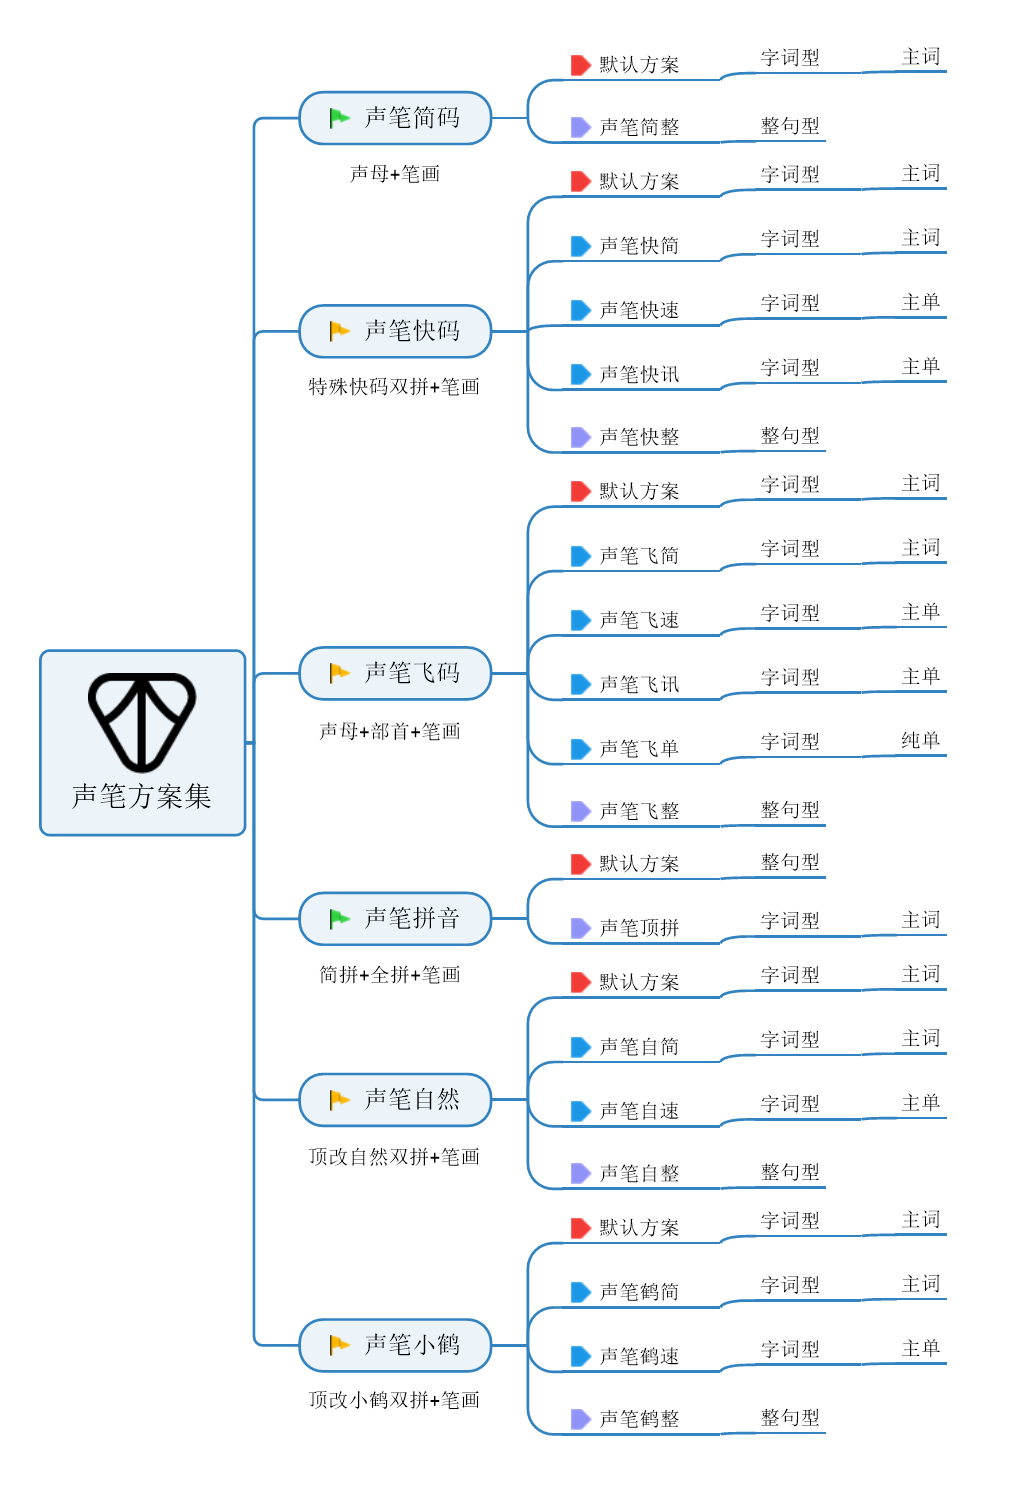 声笔方案集
声笔简码
声母+笔画
默认方案 字词型 主词
声笔简整 整句型
声笔快码
特殊快码双拼+笔画
默认方案 字词型 主词
声笔快简 字词型 主词
声笔快速 字词型 主单
声笔快讯 字词型 主单
声笔快整 整句型
声笔飞码
声母+部首+笔画
默认方案 字词型 主词
声笔飞简 字词型 主词
声笔飞速 字词型 主单
声笔飞讯 字词型 主单
声笔飞单 字词型 纯单
声笔飞整 整句型
声笔拼音
简拼+全拼+笔画
默认方案 整句型
声笔顶拼 字词型 主词
声笔自然
顶改自然双拼+笔画
默认方案 字词型 主词
声笔自简 字词型 主词
声笔自速 字词型 主单
声笔自整 整句型
声笔小鹤
顶改小鹤双拼+笔画
默认方案 字词型 主词
声笔鹤简 字词型 主词
声笔鹤速 字词型 主单
声笔鹤整 整句型